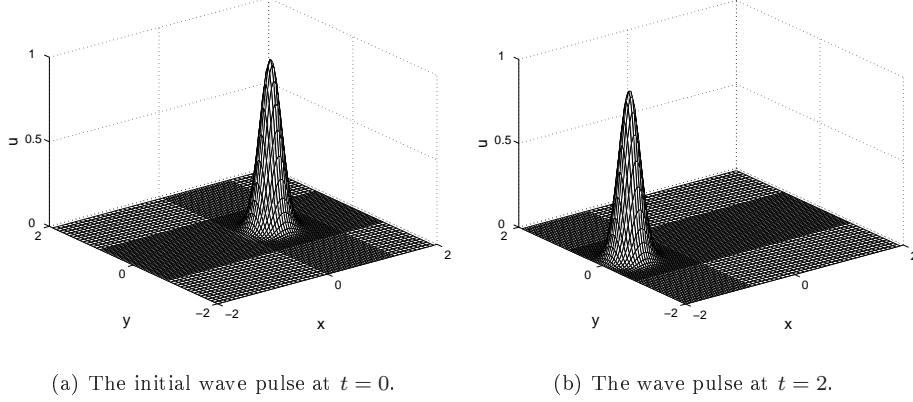 1
1
u
0.5
u
0.5
0
0
2
2
2
2
0
0
0
0
y
−2
−2
x
y
−2
−2
x
(a) The initial wave pulse at t = 0.
(b) The wave pulse at t = 2.